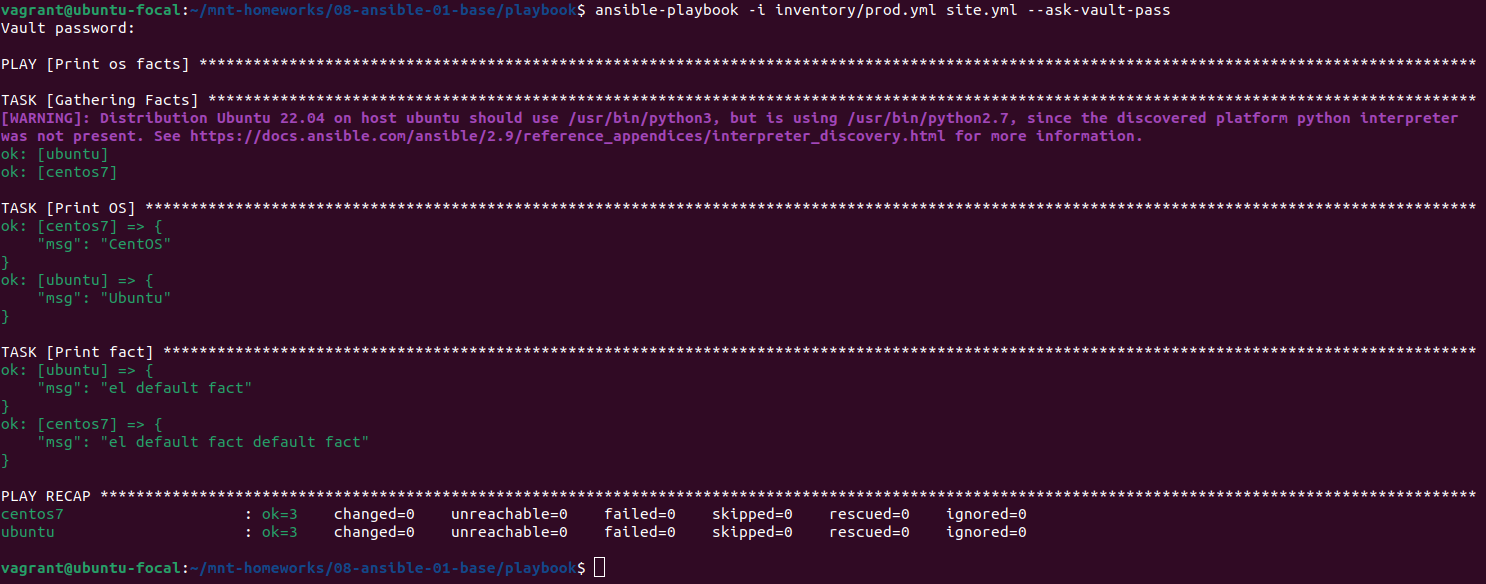 vagrant@ubuntu-focal:~/mnt-homeworks/08-ansible-01-base/playbook$ ansible-playbook -i inventory/prod.yml site.yml --ask-vault-pass
Vault password:
PLAY [Print os facts] **********************************************************************************************************************************************
TASK [Gathering Facts] *********************************************************************************************************************************************
[WARNING]: Distribution Ubuntu 22.04 on host ubuntu should use /usr/bin/python3, but is using /usr/bin/python2.7, since the discovered platform python interpreter
was not present. See https://docs.ansible.com/ansible/2.9/reference_appendices/interpreter_discovery.html for more information.
ok: [ubuntu]
ok: [centos7]
TASK [Print OS] ****************************************************************************************************************************************************
ok: [centos7] => {
    "msg": "CentOS"
}
ok: [ubuntu] => {
    "msg": "Ubuntu"
}
TASK [Print fact] **************************************************************************************************************************************************
ok: [ubuntu] => {
    "msg": "el default fact"
}
ok: [centos7] => {
    "msg": "el default fact default fact"
}
PLAY RECAP *********************************************************************************************************************************************************
centos7                    : ok=3    changed=0    unreachable=0    failed=0    skipped=0    rescued=0    ignored=0
ubuntu                     : ok=3    changed=0    unreachable=0    failed=0    skipped=0    rescued=0    ignored=0
vagrant@ubuntu-focal:~/mnt-homeworks/08-ansible-01-base/playbook$